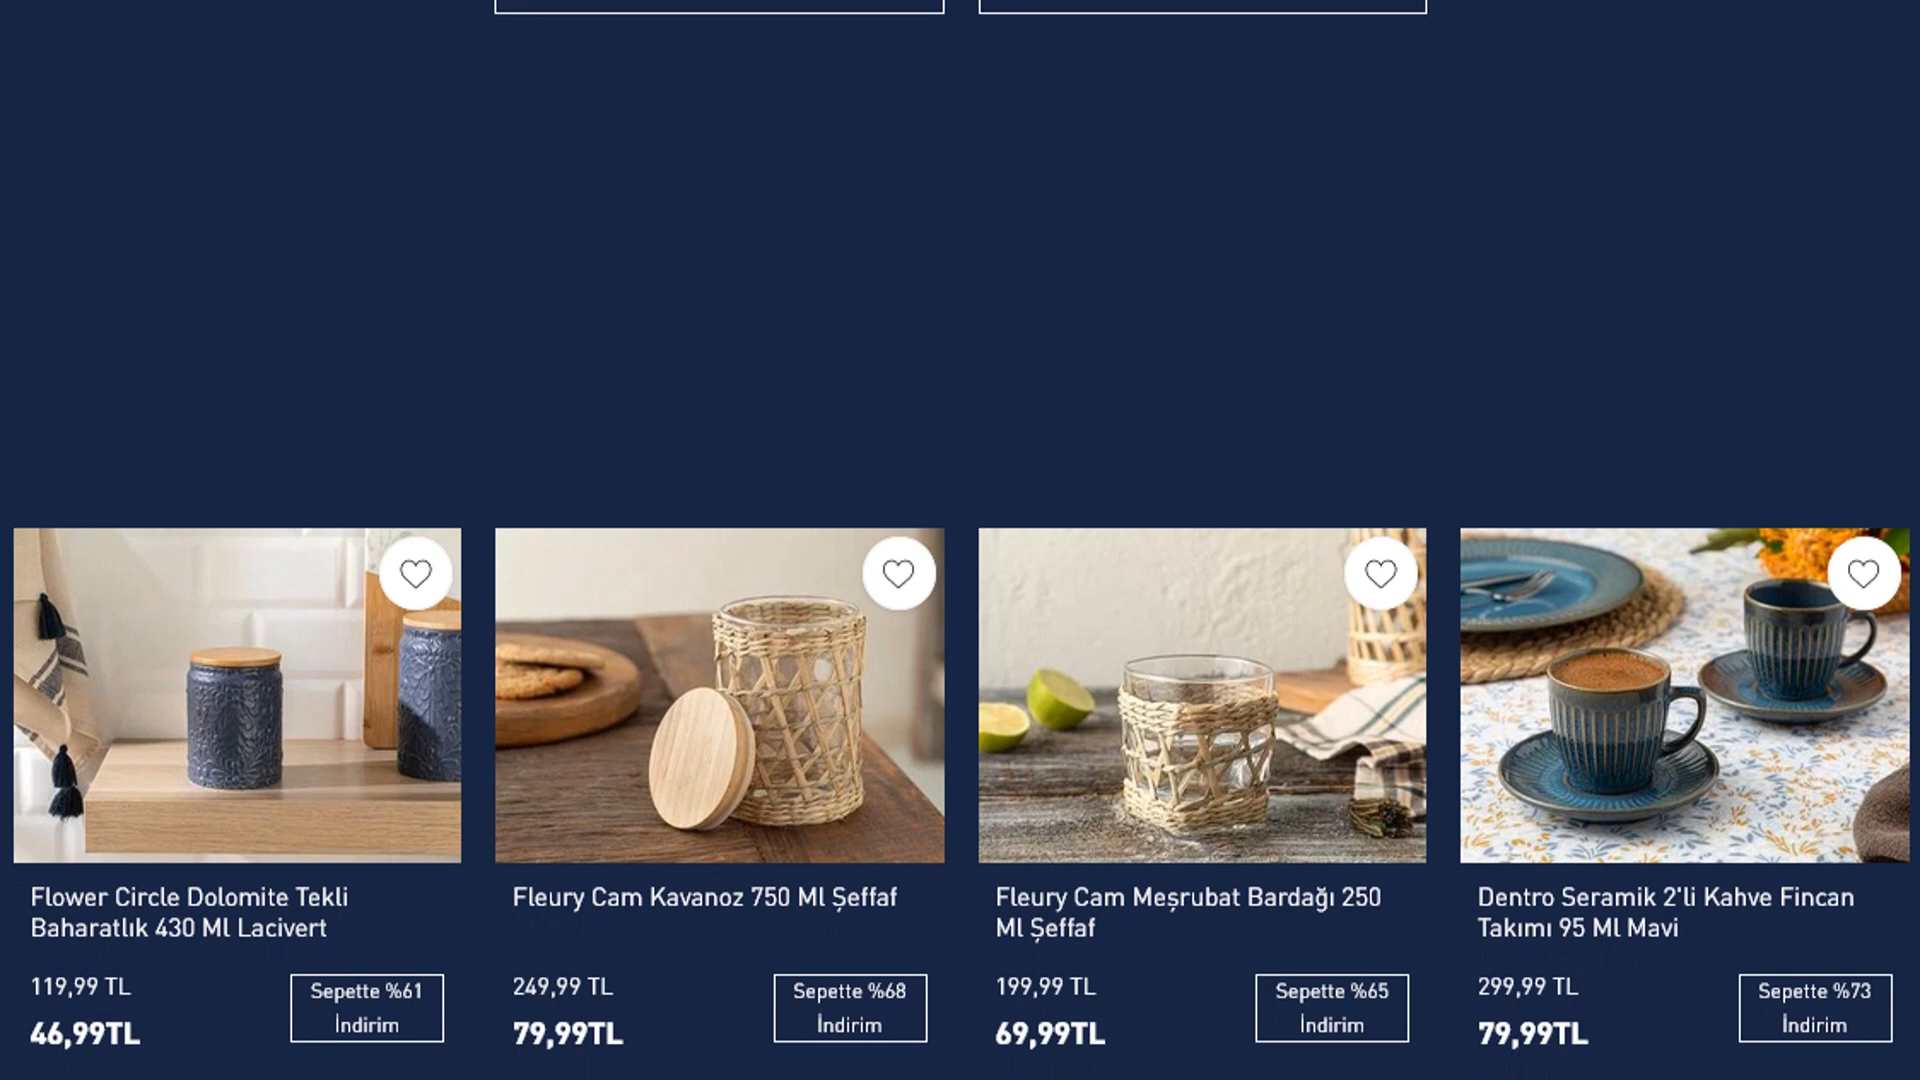 Flower Circle Dolomite Tekli
Baharatlık 430 Ml Lacivert
119,99 TL
46,99TL
Sepette %61
İndirim
Fleury Cam Kavanoz 750 Ml Şeffaf
249,99 TL
79,99TL
Sepette %68
İndirim
Fleury Cam Meşrubat Bardağı 250
Ml Şeffaf
199,99 TL
69,99TL
Sepette %65
İndirim
Dentro Seramik 2'li Kahve Fincan
Takımı 95 Ml Mavi
299,99 TL
79,99TL
Sepette %73
İndirim